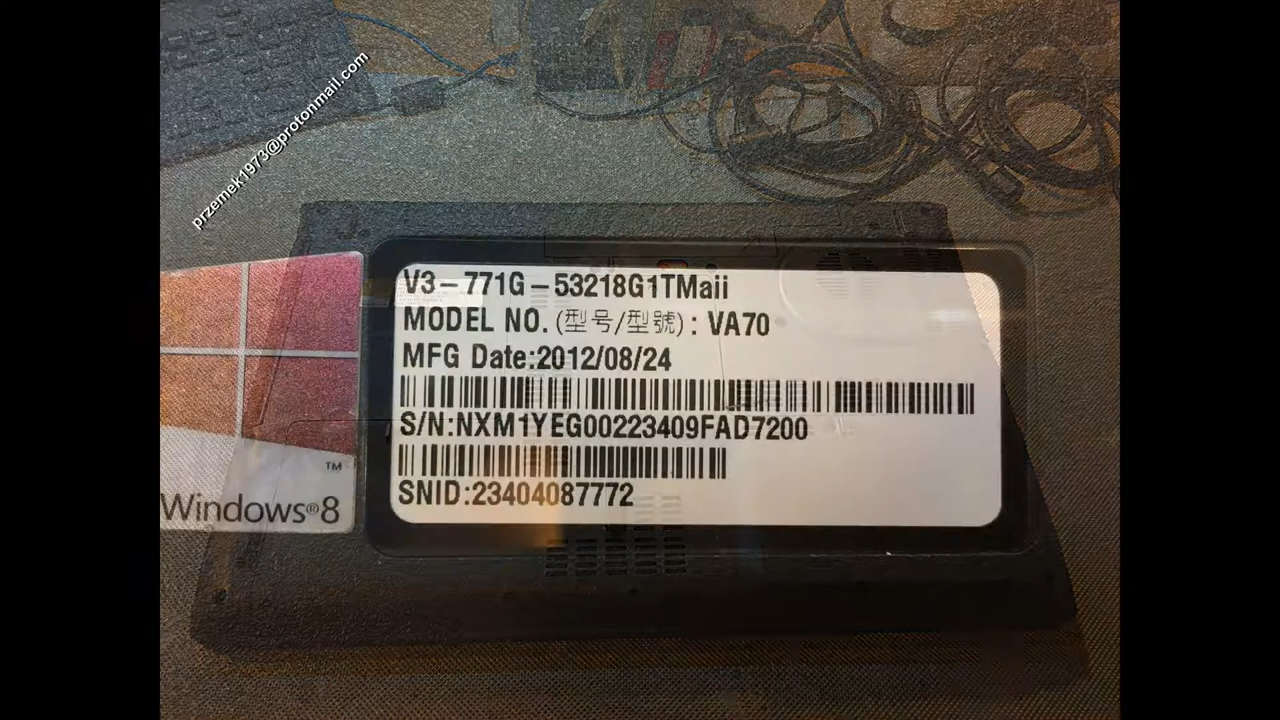 przemek1973@protonmail.com
V3-771G-53218G1TMaii
MODEL NO. (型号/型號): VA70
MFG Date:2012/08/24
S/N:NXM1YEG00223409FAD7200
SNID:23404087772
TM
Windows®8